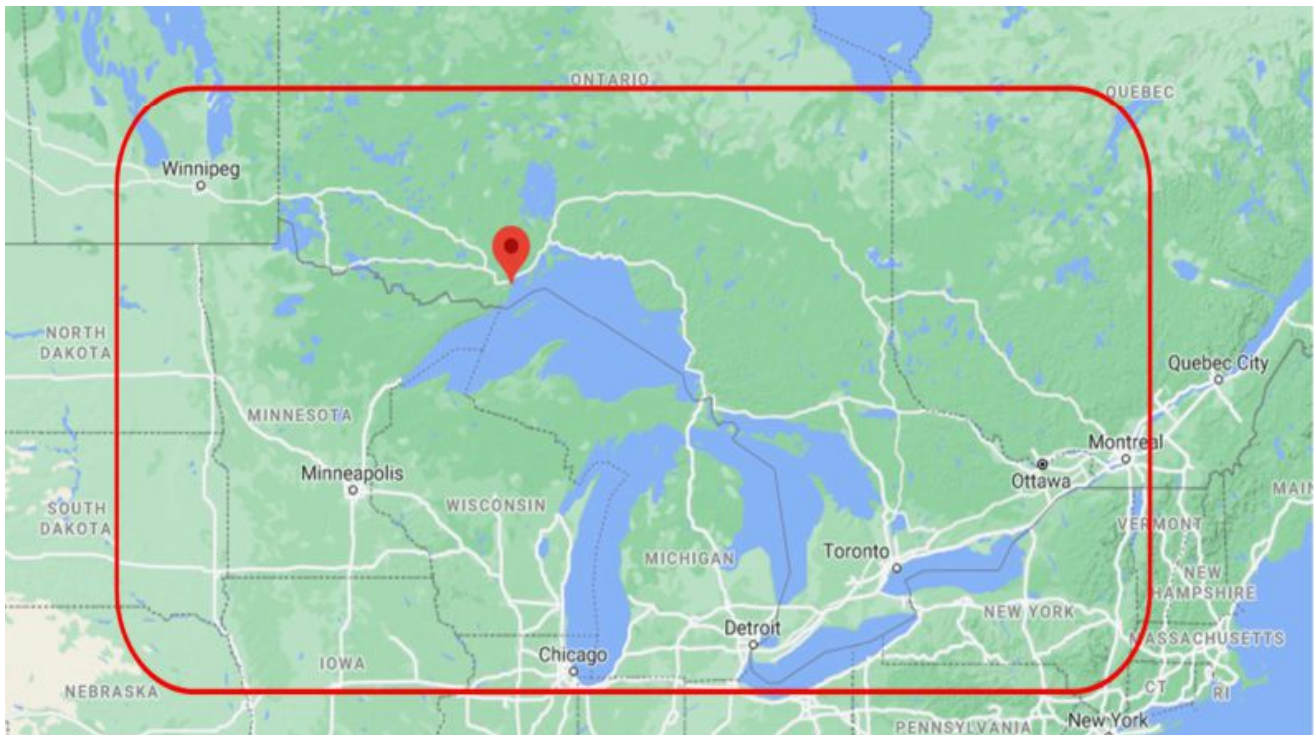 ONTARIO
QUEBEC
Winnipeg
NORTH
DAKOTA
Quebec City
MINNESOTA
Montreal
Minneapolis
Ottawa
MAIN
WISCONSIN
SOUTH
DAKOTA
VERMONT
Toronto
MICHIGAN
NEW
HAMPSHIRE
NEW YORK
Detroit
MASSACHUSETTS
Chicago
IOWA
NEBRASKA
CT
RI
New York
PENNSYLVANIA